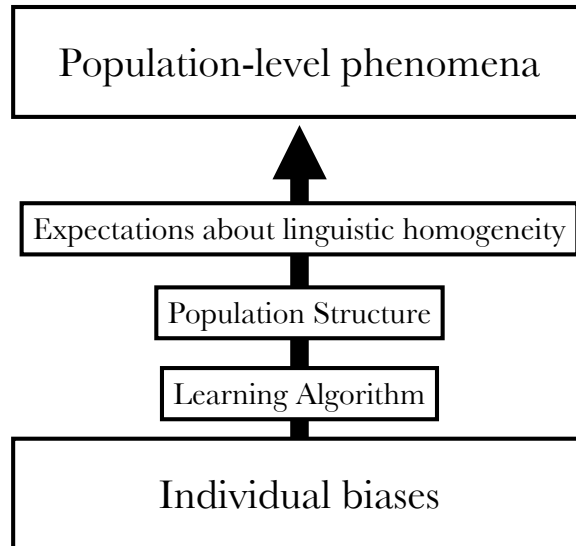 Population-level phenomena
Expectations about linguistic homogeneity
Population Structure
Learning Algorithm
Individual biases